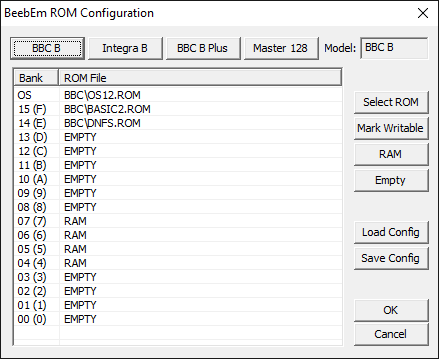 BeebEm ROM Configuration
BBC B Integra B BBC B Plus Master 128 Model: BBC B
Bank ROM File
OS BBC\OS12.ROM
15 (F) BBC\BASIC2.ROM
14 (E) BBC\DNFS.ROM
13 (D) EMPTY
12 (C) EMPTY
11 (B) EMPTY
10 (A) EMPTY
09 (9) EMPTY
08 (8) EMPTY
07 (7) RAM
06 (6) RAM
05 (5) RAM
04 (4) RAM
03 (3) EMPTY
02 (2) EMPTY
01 (1) EMPTY
00 (0) EMPTY
Select ROM
Mark Writable
RAM
Empty
Load Config
Save Config
OK
Cancel